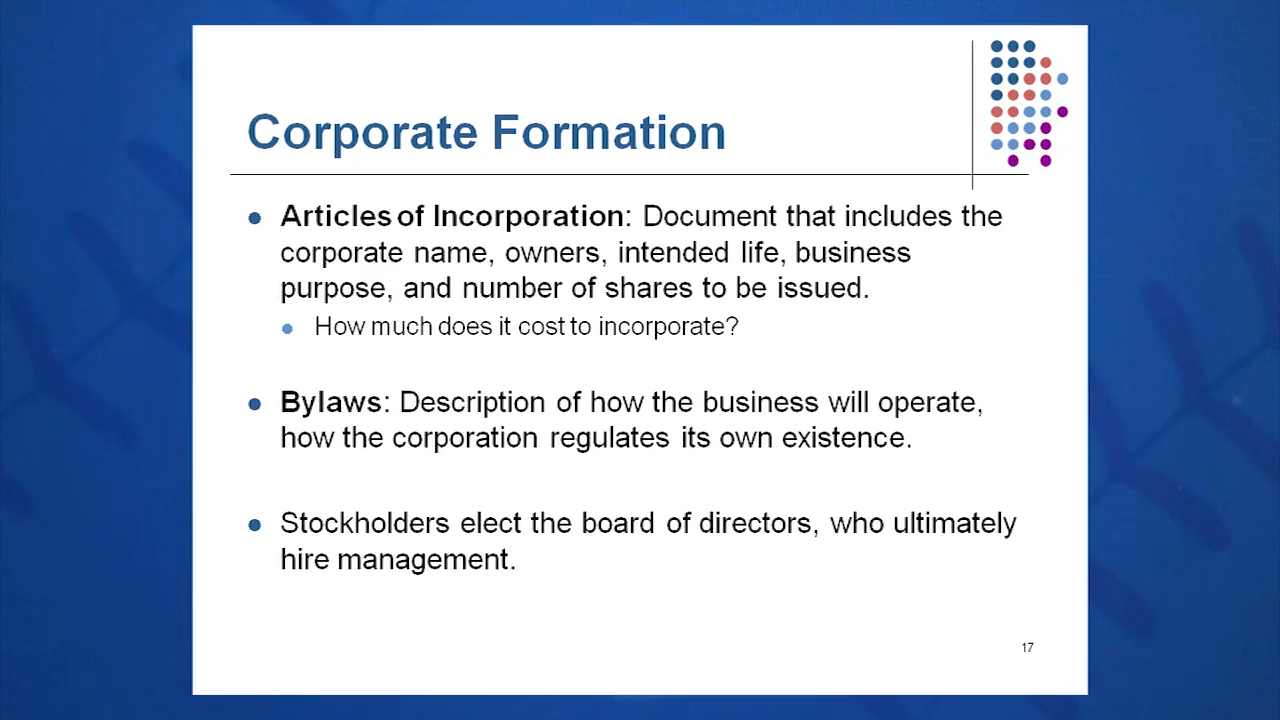 Corporate Formation
Articles of Incorporation: Document that includes the
corporate name, owners, intended life, business
purpose, and number of shares to be issued.
How much does it cost to incorporate?
Bylaws: Description of how the business will operate,
how the corporation regulates its own existence.
Stockholders elect the board of directors, who ultimately
hire management.
17